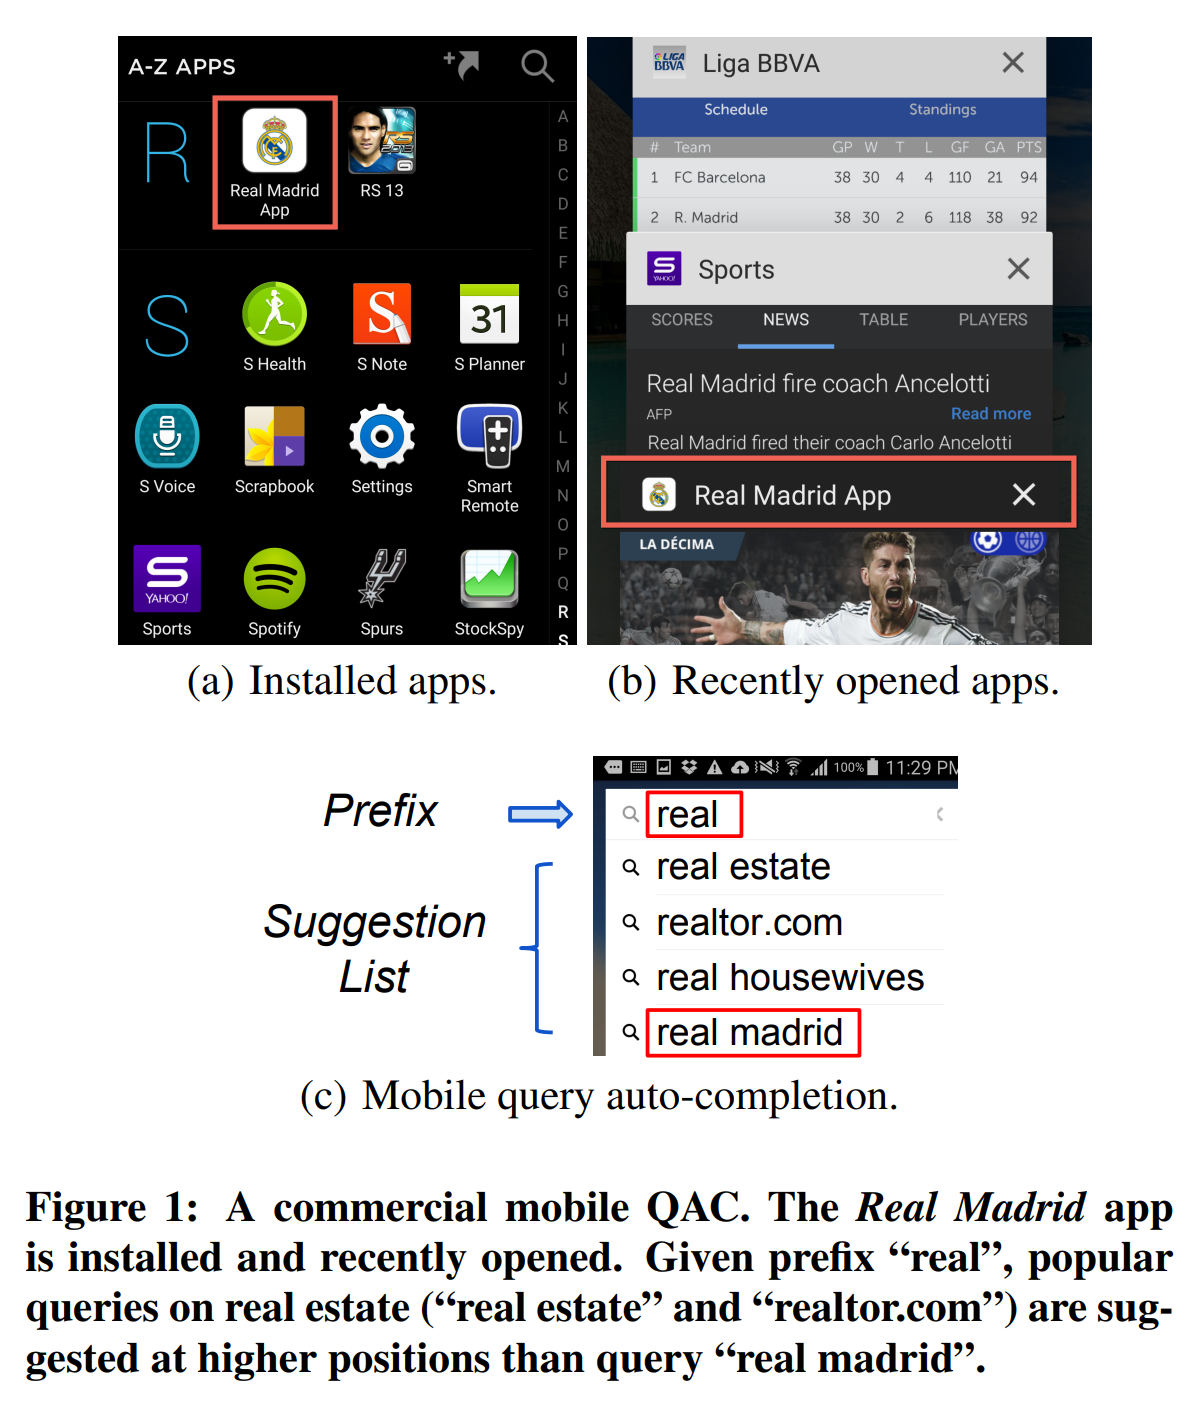 A-Z APPS
R
Real Madrid
App
RS 13
S
S Health
S Note
31
S Planner
S Voice
Scrapbook
Settings
Smart
Remote
YAHOO!
Sports
Spotify
Spurs
StockSpy
A
B
C
D
E
F
G
H
I
J
K
L
M
N
O
P
Q
R
S
(a) Installed apps.
LIGA
BBVA
Liga BBVA
Schedule Standings
# Team GP W T L GF GA PTS
1 FC Barcelona 38 30 4 4 110 21 94
2 R. Madrid 38 30 2 6 118 38 92
S
YAHOO!
Sports
SCORES NEWS TABLE PLAYERS
Real Madrid fire coach Ancelotti
AFP Read more
Real Madrid fired their coach Carlo Ancelotti
Real Madrid App
LA DÉCIMA
(b) Recently opened apps.
100% 11:29 PM
Prefix
real
Suggestion
List
real estate
realtor.com
real housewives
real madrid
(c) Mobile query auto-completion.
Figure 1: A commercial mobile QAC. The Real Madrid app
is installed and recently opened. Given prefix “real”, popular
queries on real estate (“real estate” and “realtor.com”) are sug-
gested at higher positions than query “real madrid”.